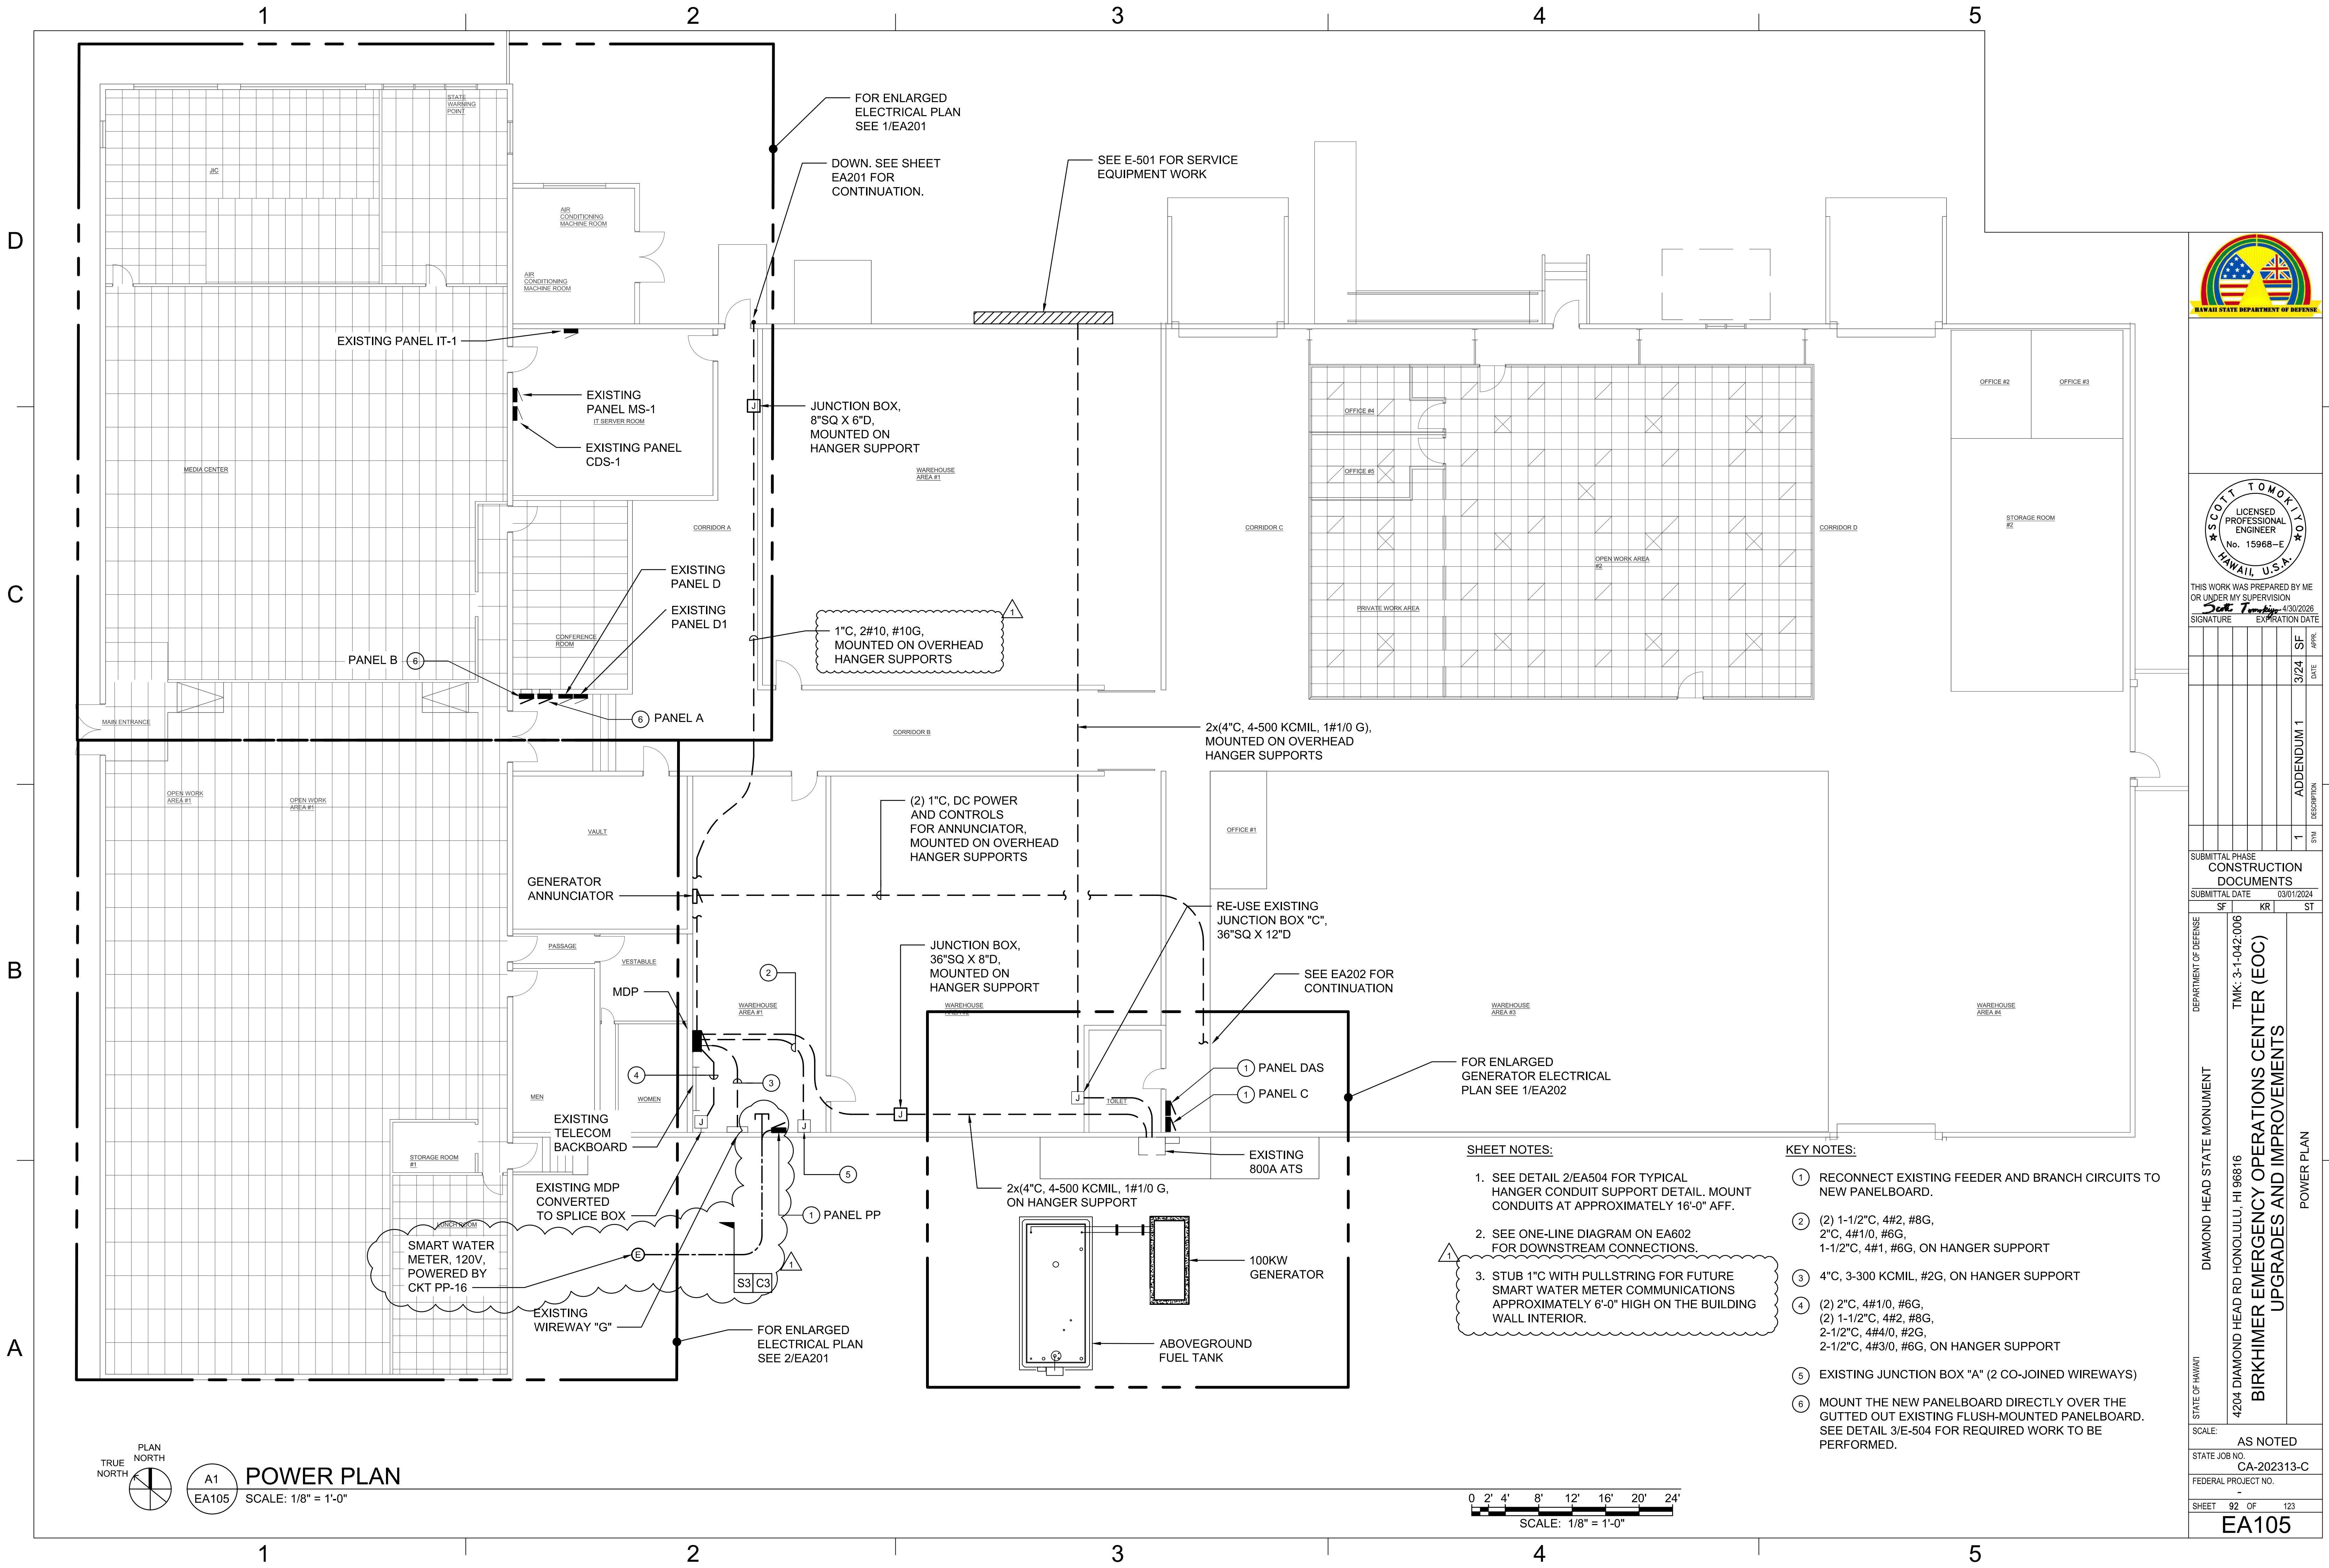 1
2
3
4
5
D
C
B
A
STATE
WARNING
POINT
JIC
AIR
CONDITIONING
MACHINE ROOM
AIR
CONDITIONING
MACHINE ROOM
FOR ENLARGED
ELECTRICAL PLAN
SEE 1/EA201
DOWN. SEE SHEET
EA201 FOR
CONTINUATION.
SEE E-501 FOR SERVICE
EQUIPMENT WORK
EXISTING PANEL IT-1
EXISTING
PANEL MS-1
IT SERVER ROOM
EXISTING PANEL
CDS-1
J
JUNCTION BOX,
8"SQ X 6"D,
MOUNTED ON
HANGER SUPPORT
MEDIA CENTER
WAREHOUSE
AREA #1
OFFICE #4
OFFICE #5
OFFICE #2
OFFICE #3
CORRIDOR A
CORRIDOR C
OPEN WORK AREA
#2
CORRIDOR D
STORAGE ROOM
#2
EXISTING
PANEL D
EXISTING
PANEL D1
1
1"C, 2#10, #10G,
MOUNTED ON OVERHEAD
HANGER SUPPORTS
PRIVATE WORK AREA
CONFERENCE
ROOM
PANEL B 6
6 PANEL A
MAIN ENTRANCE
CORRIDOR B
2x(4"C, 4-500 KCMIL, 1#1/0 G),
MOUNTED ON OVERHEAD
HANGER SUPPORTS
OPEN WORK
AREA #1
OPEN WORK
AREA #1
VAULT
(2) 1"C, DC POWER
AND CONTROLS
FOR ANNUNCIATOR,
MOUNTED ON OVERHEAD
HANGER SUPPORTS
OFFICE #1
GENERATOR
ANNUNCIATOR
RE-USE EXISTING
JUNCTION BOX "C",
36"SQ X 12"D
PASSAGE
VESTABULE
JUNCTION BOX,
36"SQ X 8"D,
MOUNTED ON
HANGER SUPPORT
2
SEE EA202 FOR
CONTINUATION
MDP
WAREHOUSE
AREA #1
WAREHOUSE
AREA #2
WAREHOUSE
AREA #3
WAREHOUSE
AREA #4
4
3
MEN
WOMEN
J
J
J
J
TOILET
1 PANEL DAS
1 PANEL C
FOR ENLARGED
GENERATOR ELECTRICAL
PLAN SEE 1/EA202
EXISTING
TELECOM
BACKBOARD
STORAGE ROOM
#1
5
EXISTING
800A ATS
EXISTING MDP
CONVERTED
TO SPLICE BOX
2x(4"C, 4-500 KCMIL, 1#1/0 G,
ON HANGER SUPPORT
1 PANEL PP
LUNCH ROOM
SMART WATER
METER, 120V,
POWERED BY
CKT PP-16
E
1
S3 C3
100KW
GENERATOR
EXISTING
WIREWAY "G"
FOR ENLARGED
ELECTRICAL PLAN
SEE 2/EA201
ABOVEGROUND
FUEL TANK
SHEET NOTES:
1. SEE DETAIL 2/EA504 FOR TYPICAL
HANGER CONDUIT SUPPORT DETAIL. MOUNT
CONDUITS AT APPROXIMATELY 16'-0" AFF.
2. SEE ONE-LINE DIAGRAM ON EA602
FOR DOWNSTREAM CONNECTIONS.
1
3. STUB 1"C WITH PULLSTRING FOR FUTURE
SMART WATER METER COMMUNICATIONS
APPROXIMATELY 6'-0" HIGH ON THE BUILDING
WALL INTERIOR.
KEY NOTES:
1 RECONNECT EXISTING FEEDER AND BRANCH CIRCUITS TO
NEW PANELBOARD.
2 (2) 1-1/2"C, 4#2, #8G,
2"C, 4#1/0, #6G,
1-1/2"C, 4#1, #6G, ON HANGER SUPPORT
3 4"C, 3-300 KCMIL, #2G, ON HANGER SUPPORT
4 (2) 2"C, 4#1/0, #6G,
(2) 1-1/2"C, 4#2, #8G,
2-1/2"C, 4#4/0, #2G,
2-1/2"C, 4#3/0, #6G, ON HANGER SUPPORT
5 EXISTING JUNCTION BOX "A" (2 CO-JOINED WIREWAYS)
6 MOUNT THE NEW PANELBOARD DIRECTLY OVER THE
GUTTED OUT EXISTING FLUSH-MOUNTED PANELBOARD.
SEE DETAIL 3/E-504 FOR REQUIRED WORK TO BE
PERFORMED.
PLAN
NORTH
TRUE
NORTH
A1
EA105
POWER PLAN
SCALE: 1/8" = 1'-0"
0 2' 4' 8' 12' 16' 20' 24'
SCALE: 1/8" = 1'-0"
HAWAII STATE DEPARTMENT OF DEFENSE
SCOTT TOMOKIYO
LICENSED
PROFESSIONAL
ENGINEER
No. 15968-E
HAWAII, U.S.A.
THIS WORK WAS PREPARED BY ME
OR UNDER MY SUPERVISION
Scott Tomokiyo 4/30/2026
SIGNATURE EXPIRATION DATE
1 ADDENDUM 1 3/24 SF
SYM DESCRIPTION DATE APPR.
SUBMITTAL PHASE
CONSTRUCTION
DOCUMENTS
SUBMITTAL DATE 03/01/2024
SF KR ST
STATE OF HAWAI'I DEPARTMENT OF DEFENSE
DIAMOND HEAD STATE MONUMENT
4204 DIAMOND HEAD RD HONOLULU, HI 96816 TMK: 3-1-042:006
BIRKHIMER EMERGENCY OPERATIONS CENTER (EOC)
UPGRADES AND IMPROVEMENTS
POWER PLAN
SCALE:
AS NOTED
STATE JOB NO.
CA-202313-C
FEDERAL PROJECT NO.
-
SHEET 92 OF 123
EA105
1
2
3
4
5